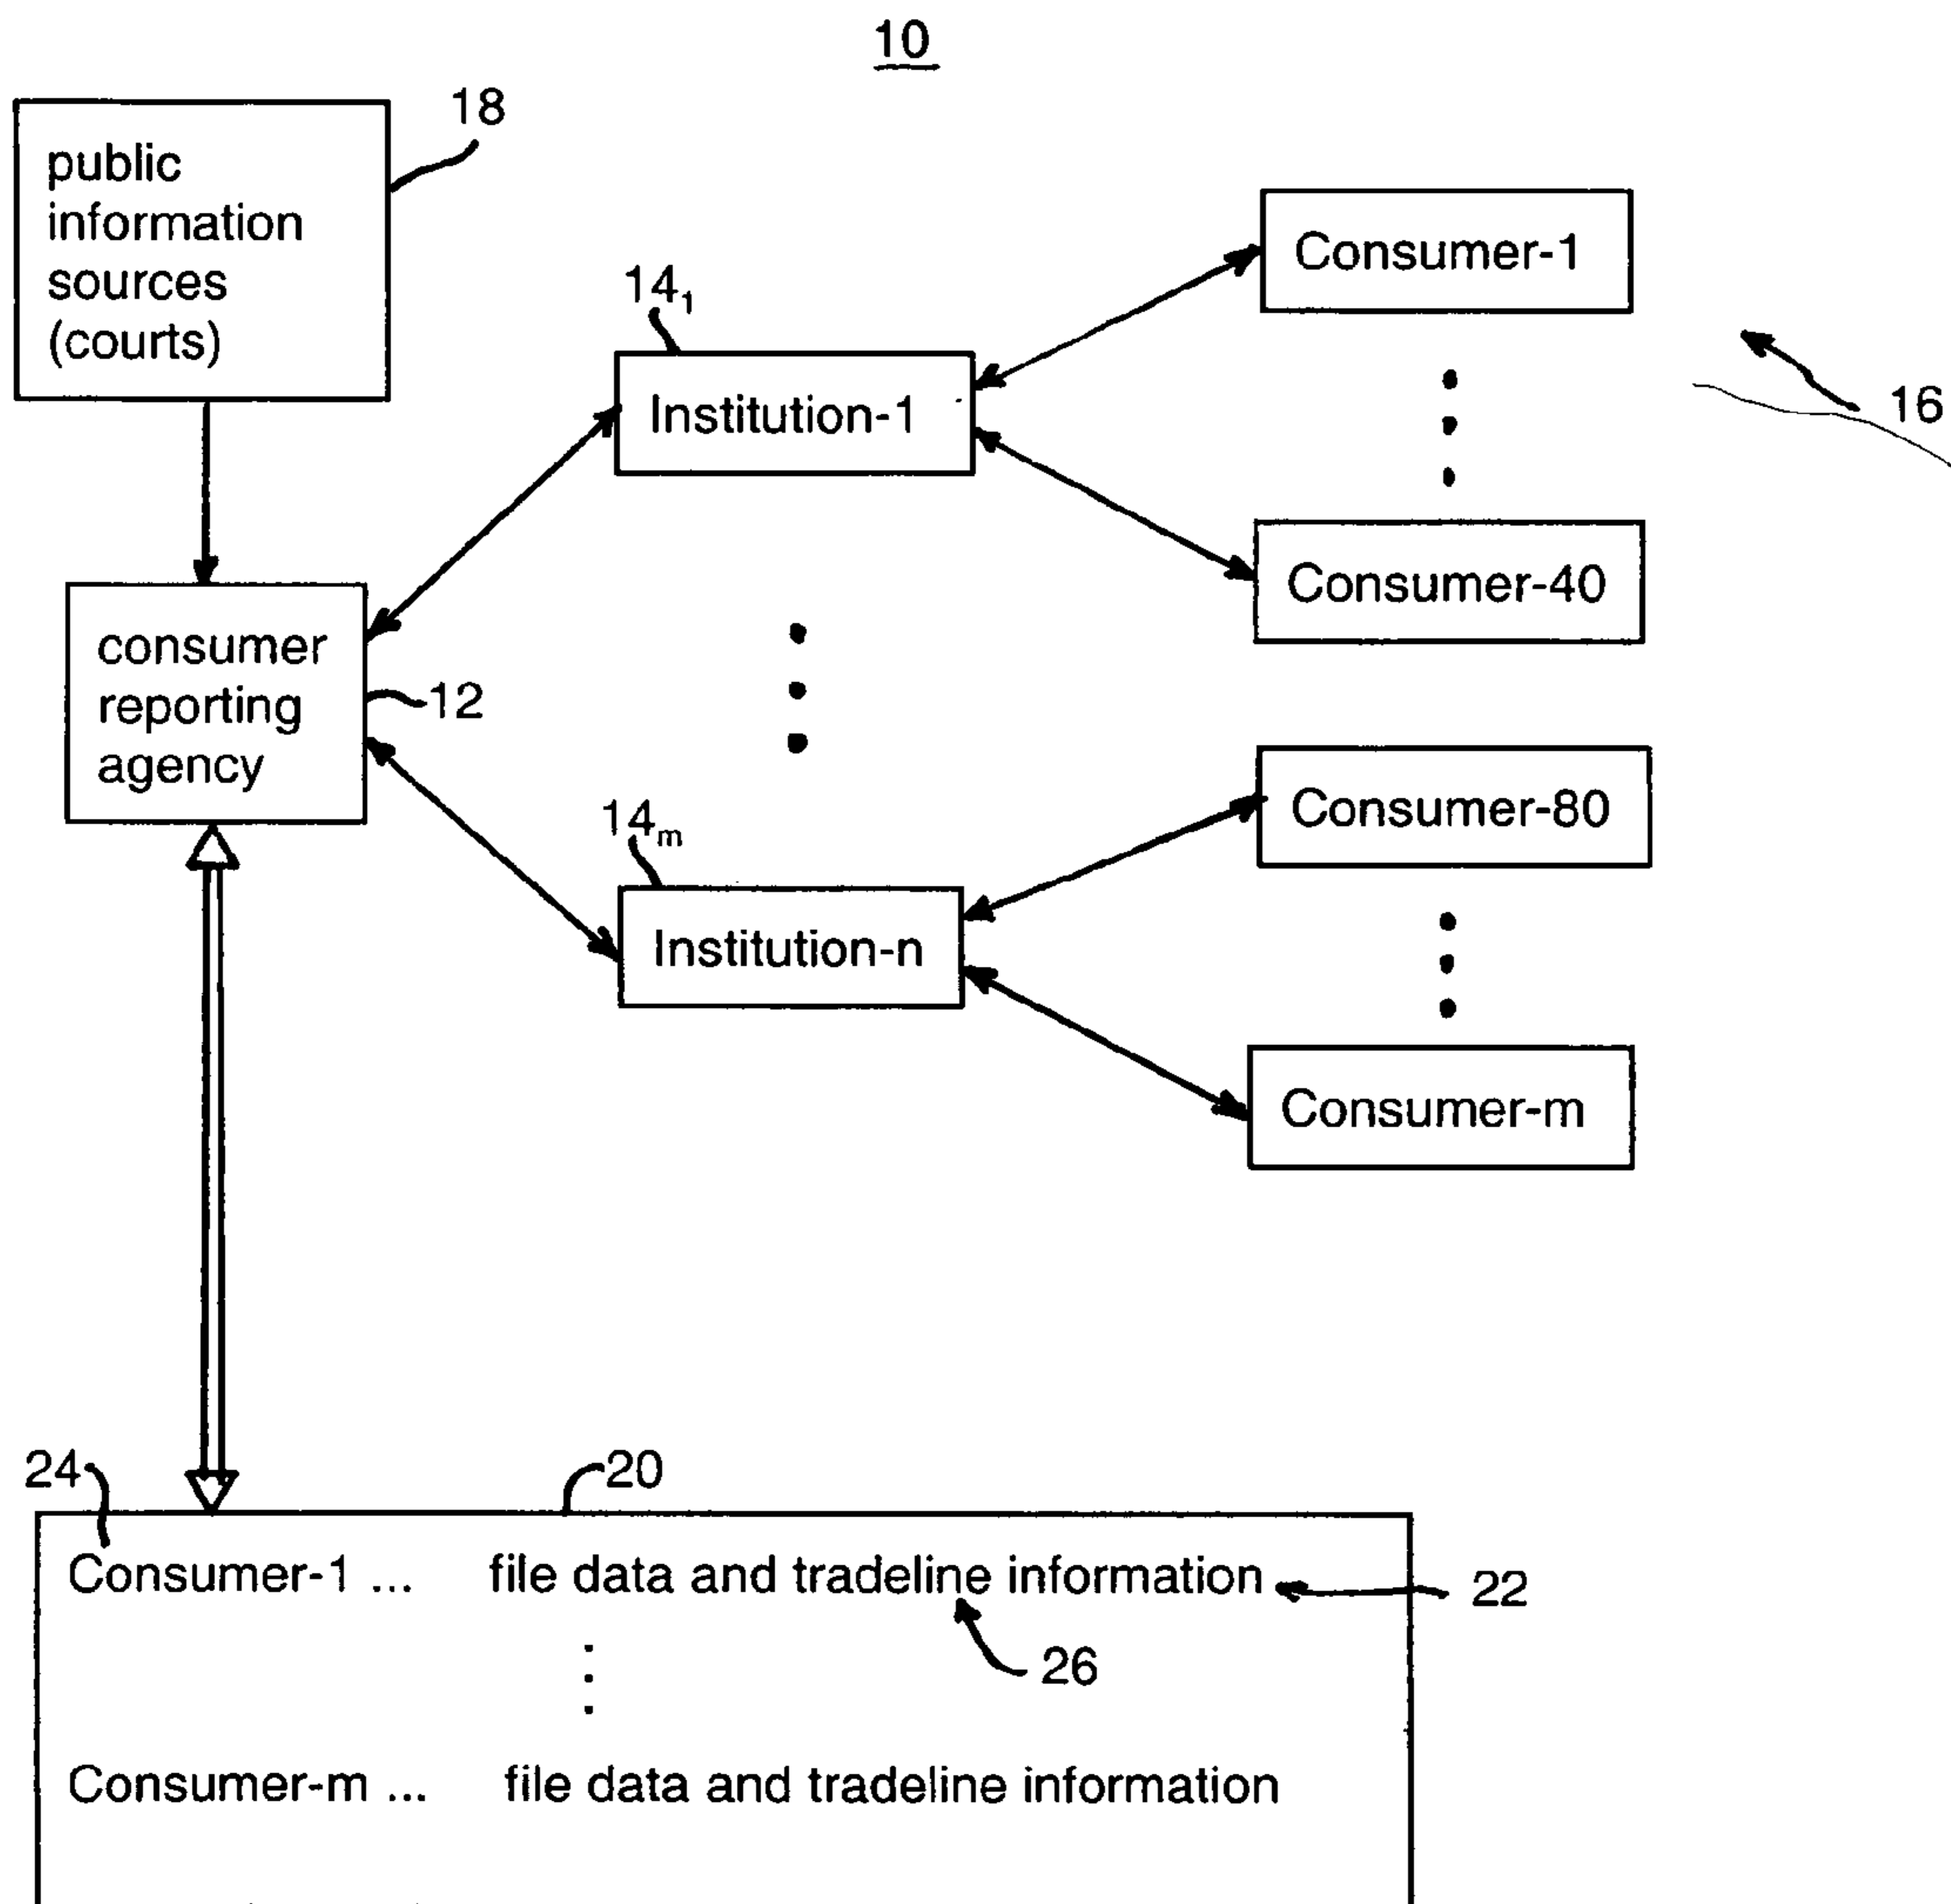 10
18
public
information
sources
(courts)
Consumer-1
14₁
Institution-1
16
Consumer-40
consumer
reporting
agency
12
Consumer-80
14ₘ
Institution-n
Consumer-m
24
20
Consumer-1 ... file data and tradeline information
22
26
Consumer-m ... file data and tradeline information